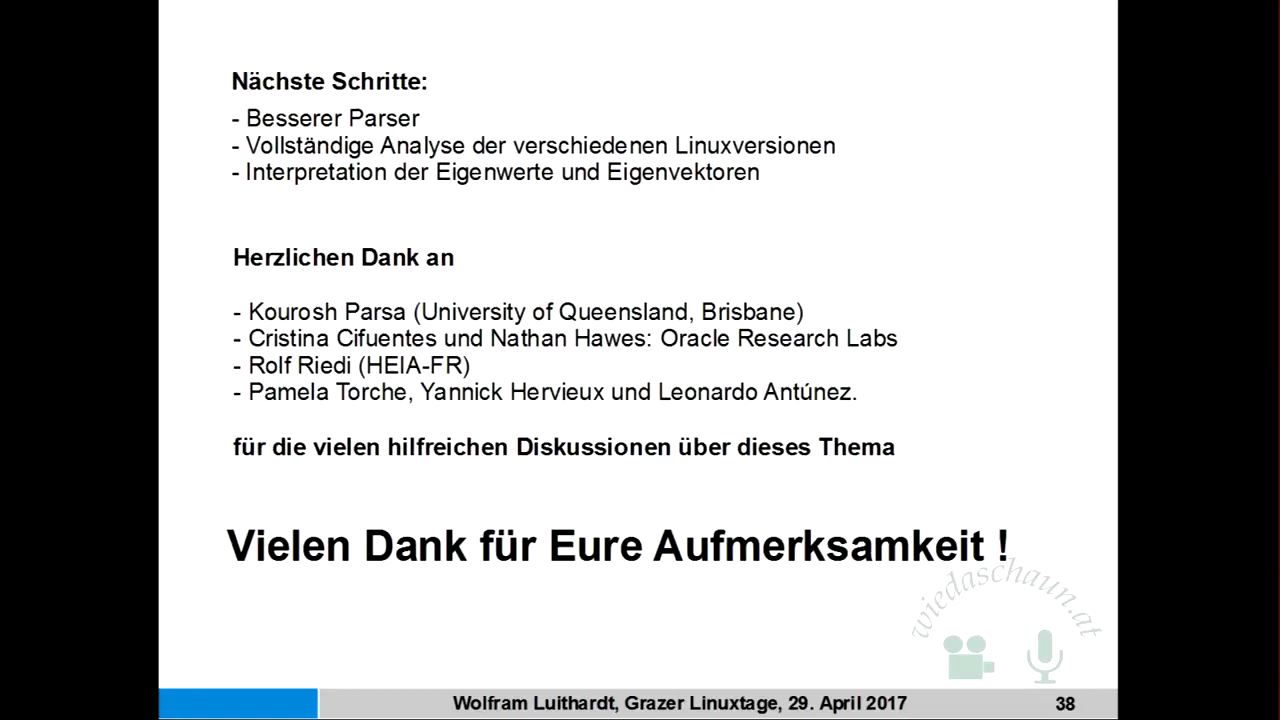 Nächste Schritte:
- Besserer Parser
- Vollständige Analyse der verschiedenen Linuxversionen
- Interpretation der Eigenwerte und Eigenvektoren
Herzlichen Dank an
- Kourosh Parsa (University of Queensland, Brisbane)
- Cristina Cifuentes und Nathan Hawes: Oracle Research Labs
- Rolf Riedi (HEIA-FR)
- Pamela Torche, Yannick Hervieux und Leonardo Antúnez.
für die vielen hilfreichen Diskussionen über dieses Thema
Vielen Dank für Eure Aufmerksamkeit !
wiedaschaun.at
Wolfram Luithardt, Grazer Linuxtage, 29. April 2017 38